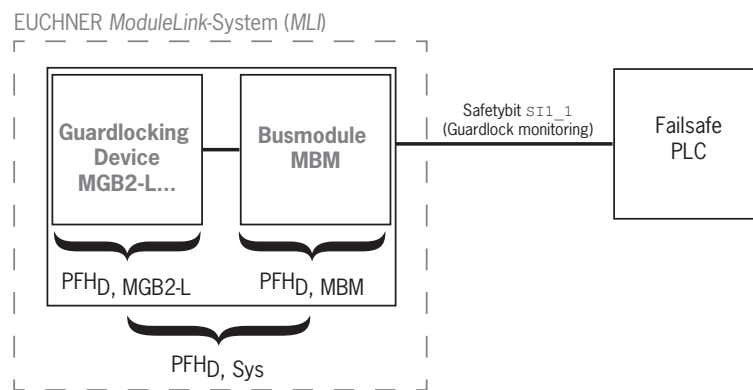 EUCHNER ModuleLink-System (MLI)
Guardlocking
Device
MGB2-L...
Busmodule
MBM
Safetybit SI1_1
(Guardlock monitoring)
Failsafe
PLC
PFHD, MGB2-L
PFHD, MBM
PFHD, Sys